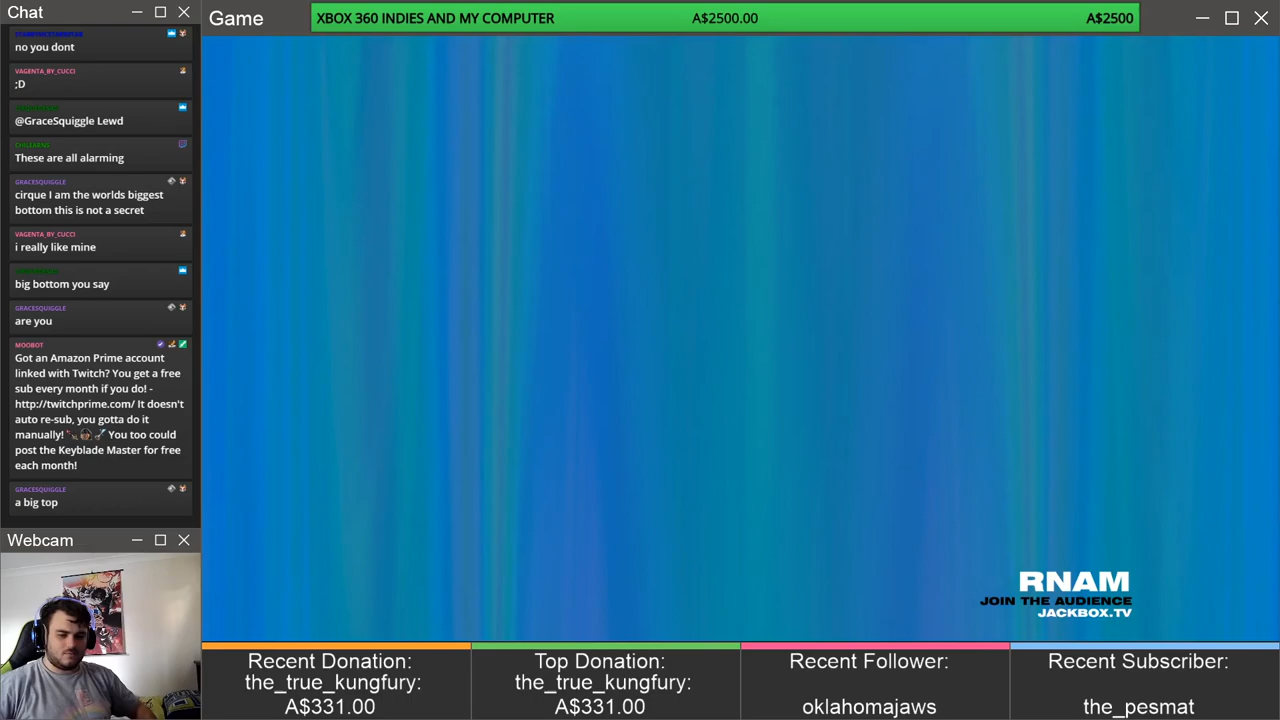 Chat
Game
XBOX 360 INDIES AND MY COMPUTER A$2500.00 A$2500
no you dont
VAGENTA_BY_CUCCI
;D
@GraceSquiggle Lewd
CHILEARNS
These are all alarming
GRACESQUIGGLE
cirque I am the worlds biggest
bottom this is not a secret
VAGENTA_BY_CUCCI
i really like mine
big bottom you say
GRACESQUIGGLE
are you
MOOBOT
Got an Amazon Prime account
linked with Twitch? You get a free
sub every month if you do! -
http://twitchprime.com/ It doesn't
auto re-sub, you gotta do it
manually! You too could
post the Keyblade Master for free
each month!
GRACESQUIGGLE
a big top
Webcam
RNAM
JOIN THE AUDIENCE
JACKBOX.TV
Recent Donation:
the_true_kungfury:
A$331.00
Top Donation:
the_true_kungfury:
A$331.00
Recent Follower:
oklahomajaws
Recent Subscriber:
the_pesmat